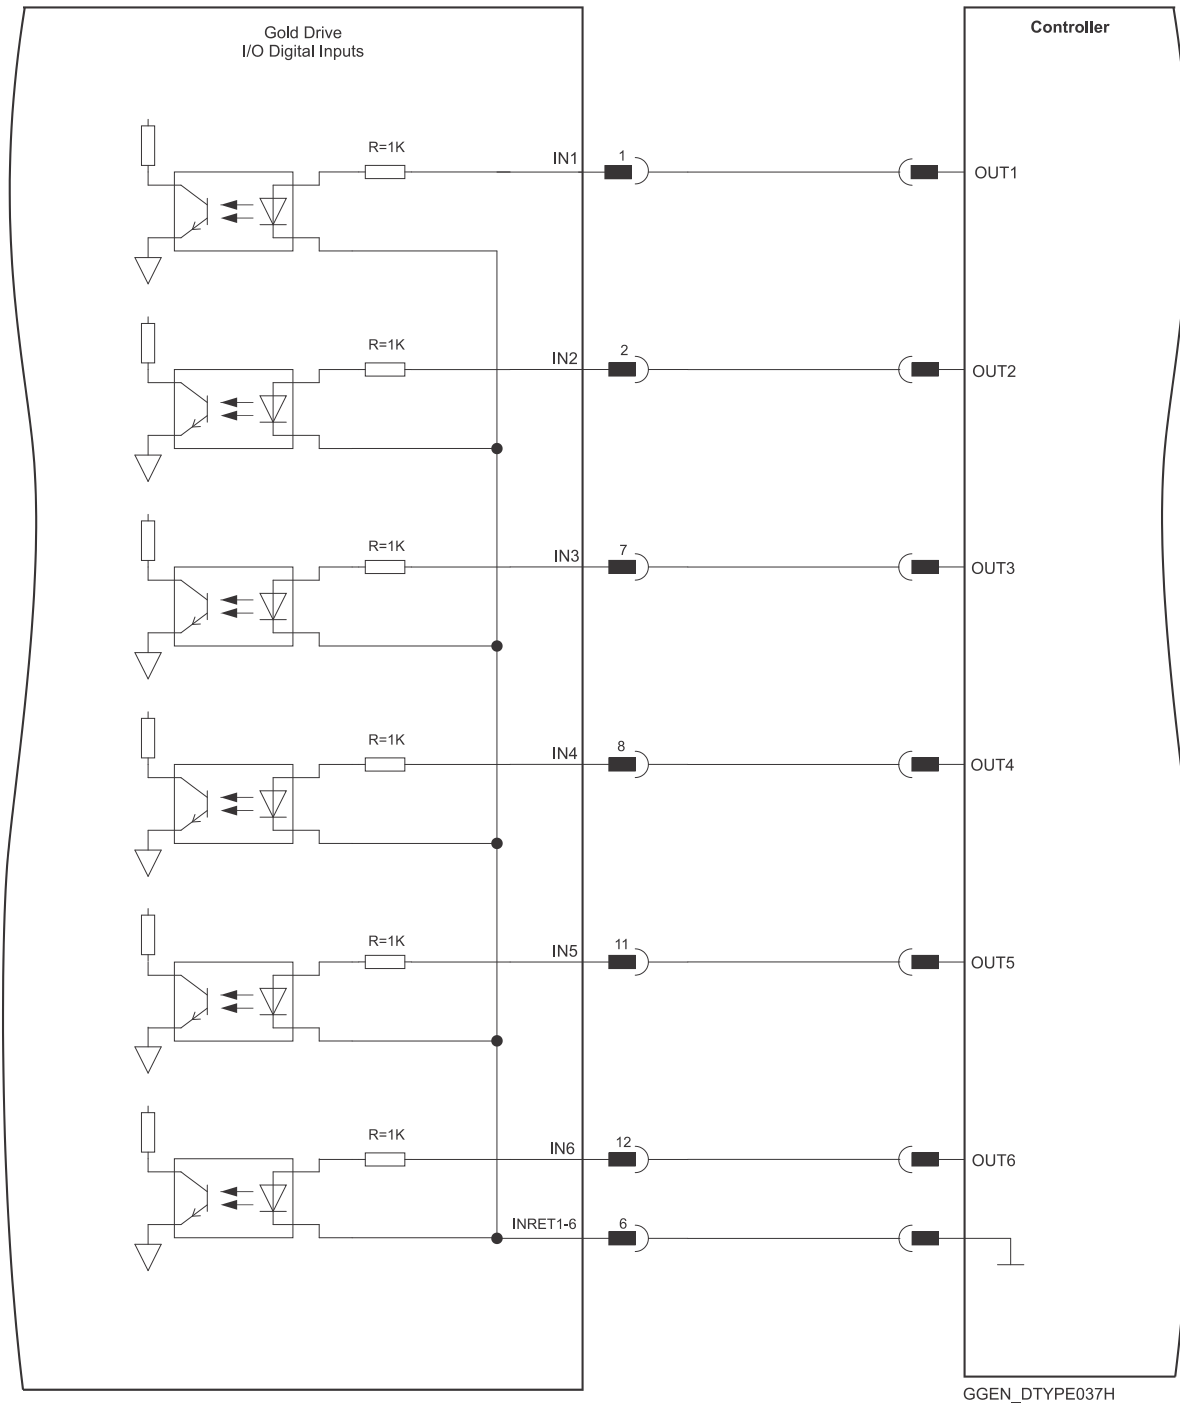 Gold Drive
I/O Digital Inputs
Controller
R=1K
IN1
1
OUT1
R=1K
IN2
2
OUT2
R=1K
IN3
7
OUT3
R=1K
IN4
8
OUT4
R=1K
IN5
11
OUT5
R=1K
IN6
12
OUT6
INRET1-6
6
GGEN_DTYPE037H